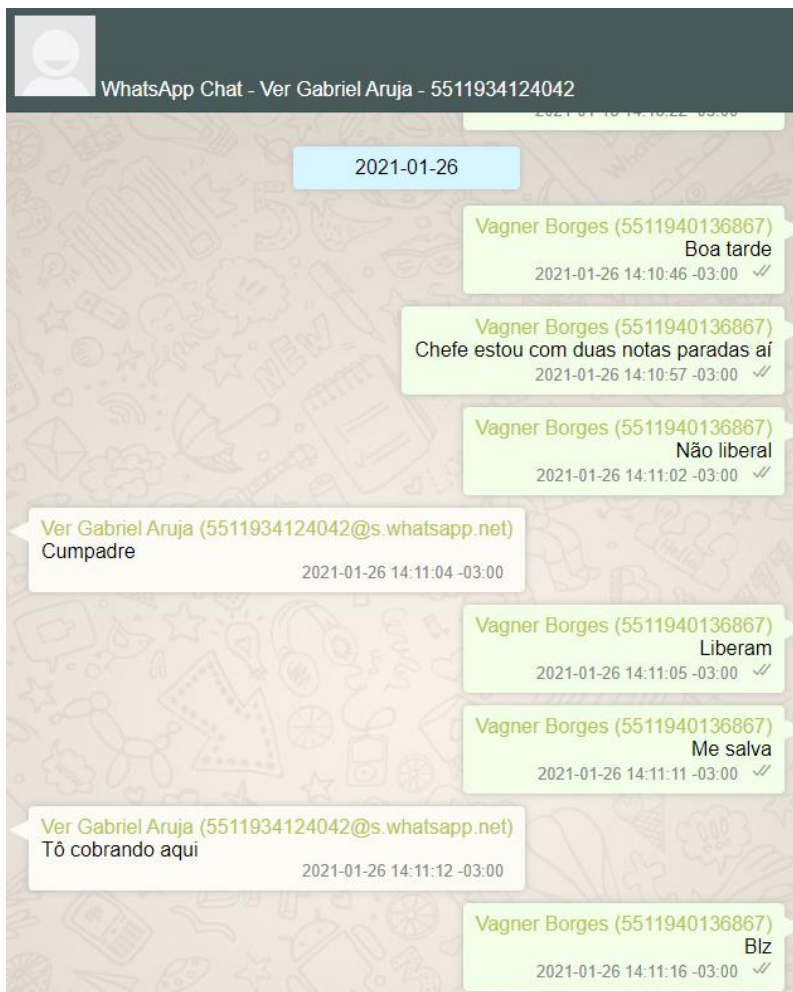 WhatsApp Chat - Ver Gabriel Aruja - 5511934124042
2021-01-26
Vagner Borges (5511940136867)
Boa tarde
2021-01-26 14:10:46 -03:00
Vagner Borges (5511940136867)
Chefe estou com duas notas paradas aí
2021-01-26 14:10:57 -03:00
Vagner Borges (5511940136867)
Não liberal
2021-01-26 14:11:02 -03:00
Ver Gabriel Aruja (5511934124042@s.whatsapp.net)
Cumpadre
2021-01-26 14:11:04 -03:00
Vagner Borges (5511940136867)
Liberam
2021-01-26 14:11:05 -03:00
Vagner Borges (5511940136867)
Me salva
2021-01-26 14:11:11 -03:00
Ver Gabriel Aruja (5511934124042@s.whatsapp.net)
Tô cobrando aqui
2021-01-26 14:11:12 -03:00
Vagner Borges (5511940136867)
Blz
2021-01-26 14:11:16 -03:00